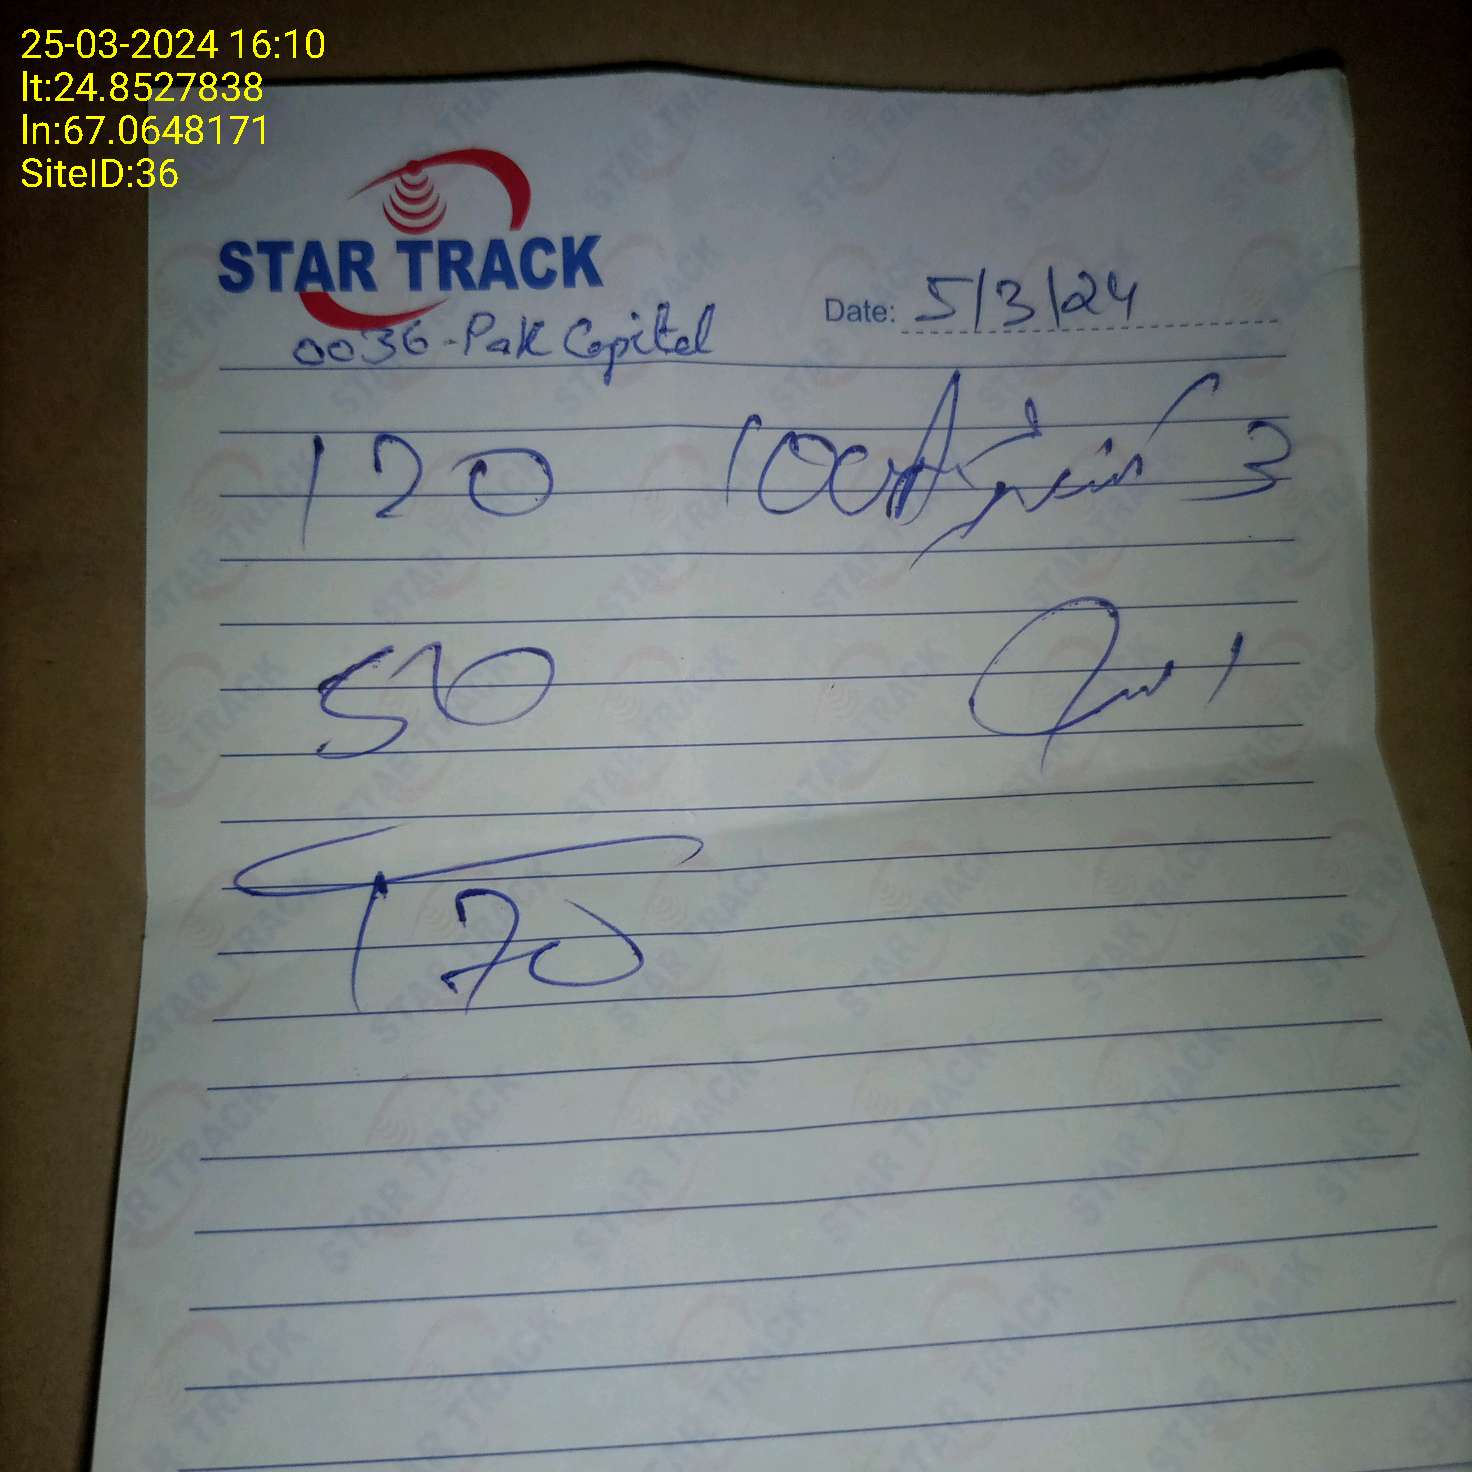 25-03-2024 16:10
lt:24.8527838
ln:67.0648171
SiteID:36
STAR TRACK
Date: 5/3/24
0036-Pak Capital
120 100A 3
50
170